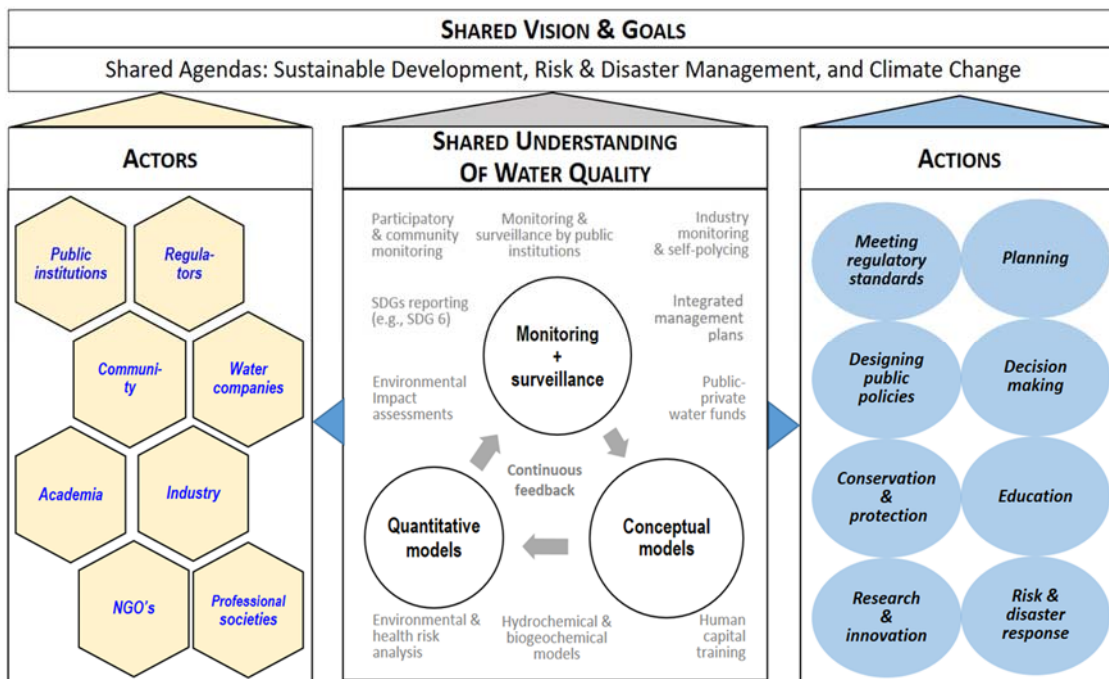 SHARED VISION & GOALS
Shared Agendas: Sustainable Development, Risk & Disaster Management, and Climate Change
ACTORS
Public
institutions
Regula-
tors
Communi-
ty
Water
companies
Academia
Industry
NGO's
Professional
societies
SHARED UNDERSTANDING
OF WATER QUALITY
Participatory
& community
monitoring
Monitoring &
surveillance by public
institutions
Industry
monitoring
& self-polycing
SDGs reporting
(e.g., SDG 6)
Monitoring
+
surveillance
Integrated
management
plans
Environmental
Impact
assessments
Public-
private
water funds
Continuous
feedback
Quantitative
models
Conceptual
models
Environmental &
health risk
analysis
Hydrochemical &
biogeochemical
models
Human
capital
training
ACTIONS
Meeting
regulatory
standards
Planning
Designing
public
policies
Decision
making
Conservation
&
protection
Education
Research
&
innovation
Risk &
disaster
response